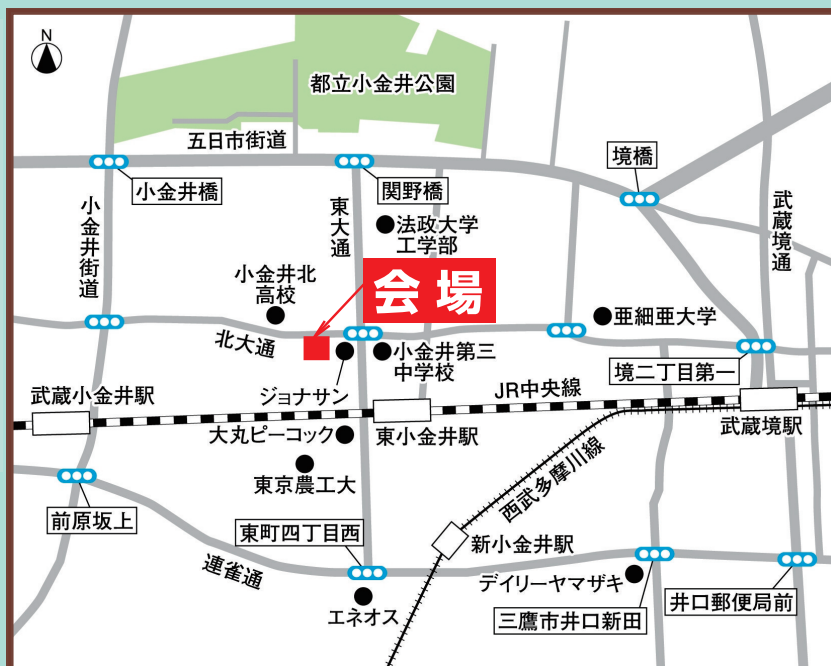 N
都立小金井公園
五日市街道
小金井橋
関野橋
境橋
小金井街道
東大通
武蔵境通
法政大学
工学部
小金井北
高校
会場
亜細亜大学
北大通
小金井第三
中学校
境二丁目第一
ジョナサン
JR中央線
武蔵小金井駅
東小金井駅
武蔵境駅
大丸ピーコック
東京農工大
西武多摩川線
前原坂上
東町四丁目西
新小金井駅
連雀通
デイリーヤマザキ
井口郵便局前
エネオス
三鷹市井口新田